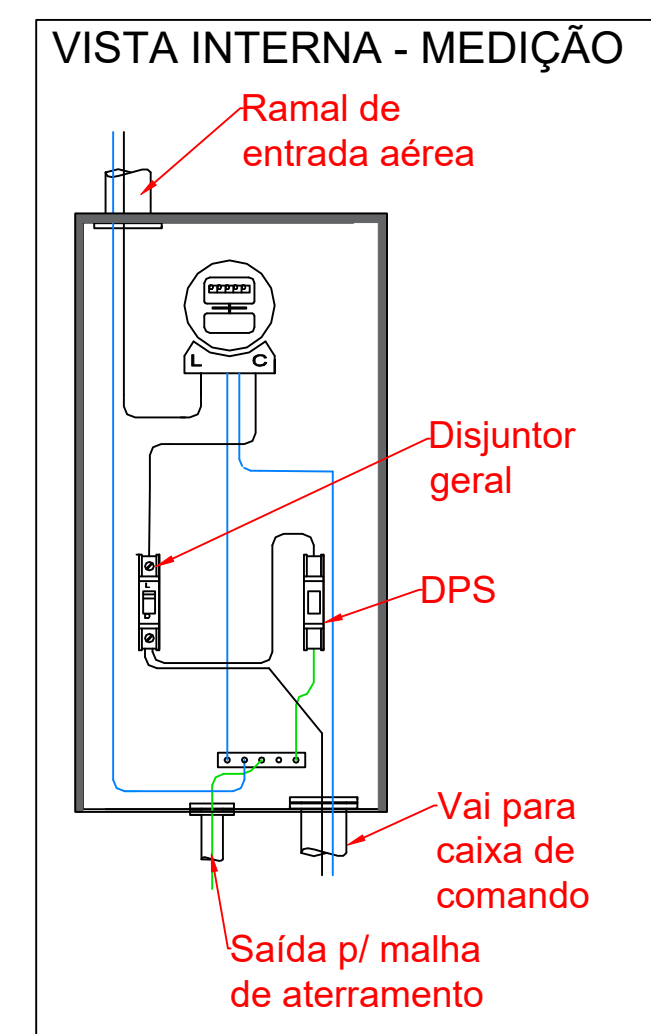 VISTA INTERNA - MEDIÇÃO
Ramal de
entrada aérea
L C
Disjuntor
geral
L
DPS
Vai para
caixa de
comando
Saída p/ malha
de aterramento